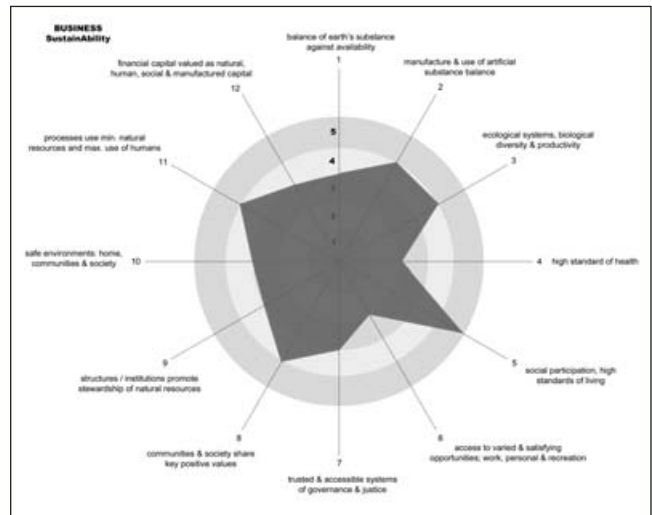 BUSINESS
SustainAbility
balance of earth's substance
against availability
1
manufacture & use of artificial
substance balance
2
ecological systems, biological
diversity & productivity
3
4 high standard of health
5
social participation, high
standards of living
6
access to varied & satisfying
opportunities; work, personal & recreation
7
trusted & accessible systems
of governance & justice
8
communities & society share
key positive values
9
structures / institutions promote
stewardship of natural resources
safe environments: home, 10
communities & society
processes use min. natural
resources and max. use of humans
11
financial capital valued as natural,
human, social & manufactured capital
12
5
4
3
2
1